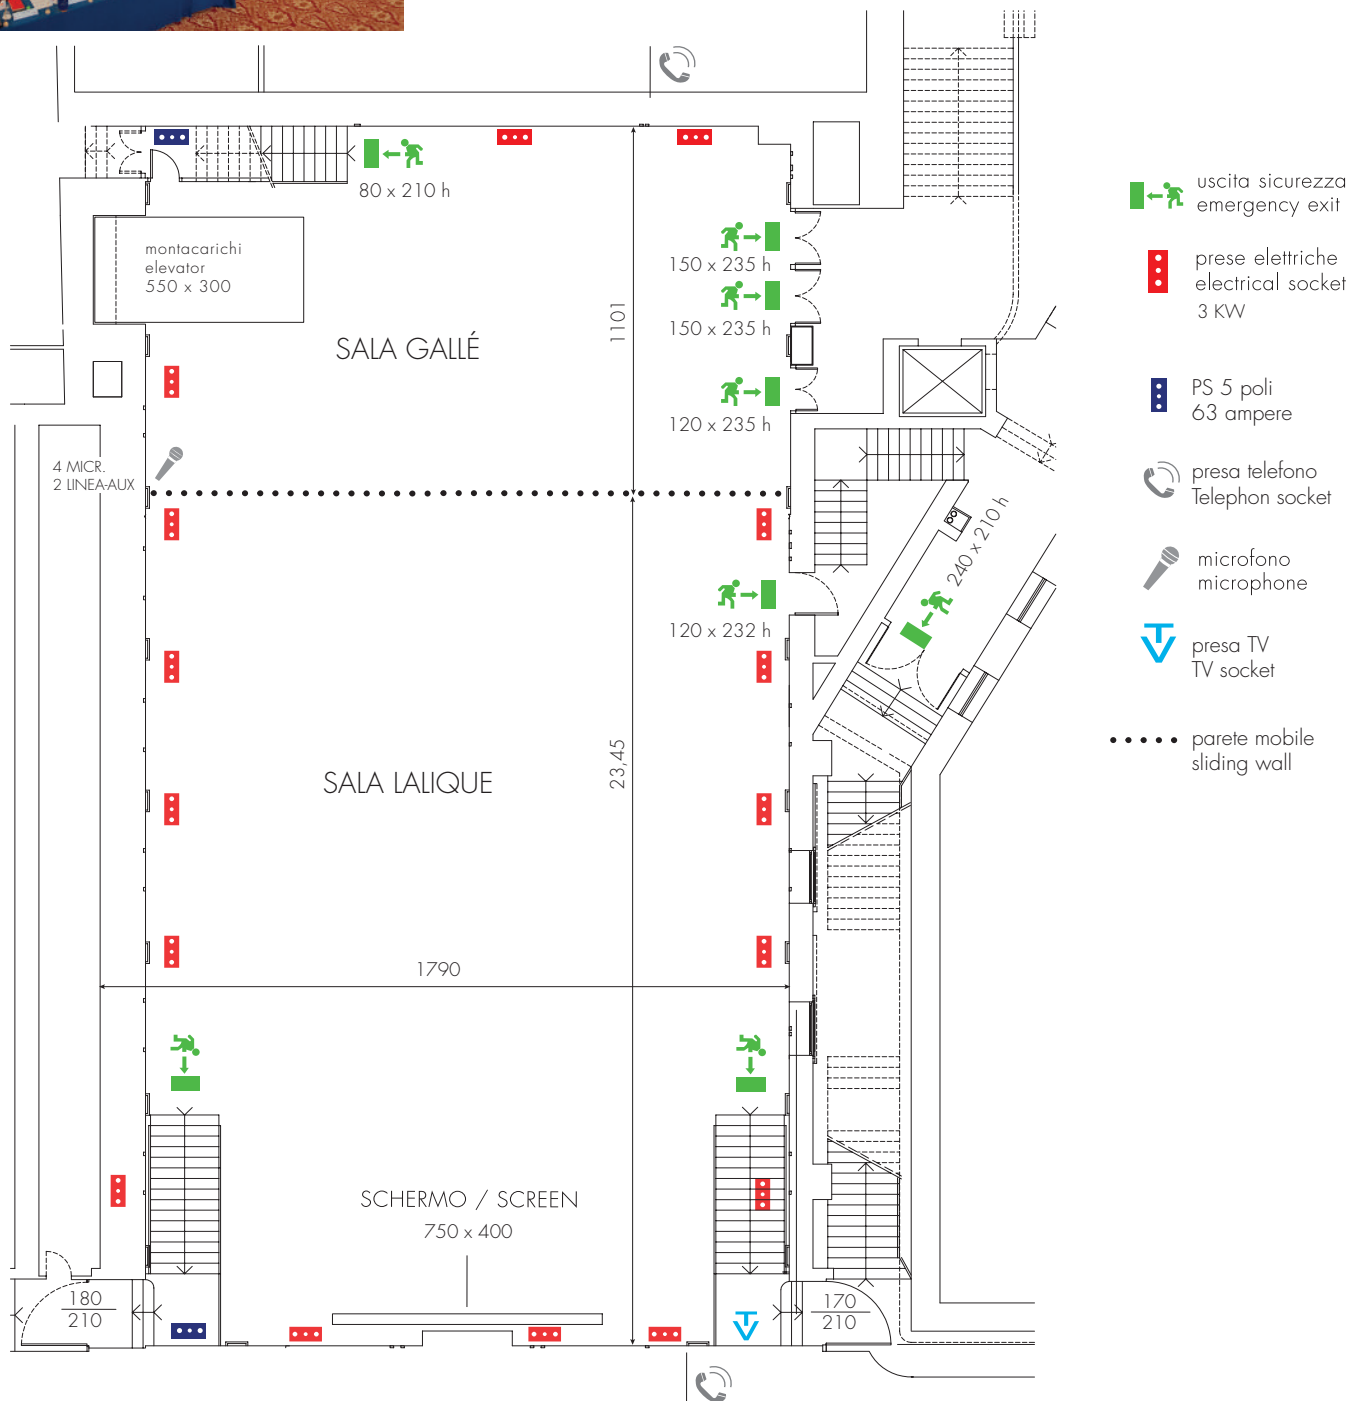 80 x 210 h
montacarichi
elevator
550 x 300
150 x 235 h
150 x 235 h
1101
SALA GALLÉ
120 x 235 h
4 MICR.
2 LINEA-AUX
240 x 210 h
120 x 232 h
23,45
SALA LALIQUE
1790
SCHERMO / SCREEN
750 x 400
180
210
170
210
uscita sicurezza
emergency exit
prese elettriche
electrical socket
3 KW
PS 5 poli
63 ampere
presa telefono
Telephon socket
microfono
microphone
TV
presa TV
TV socket
parete mobile
sliding wall
TV